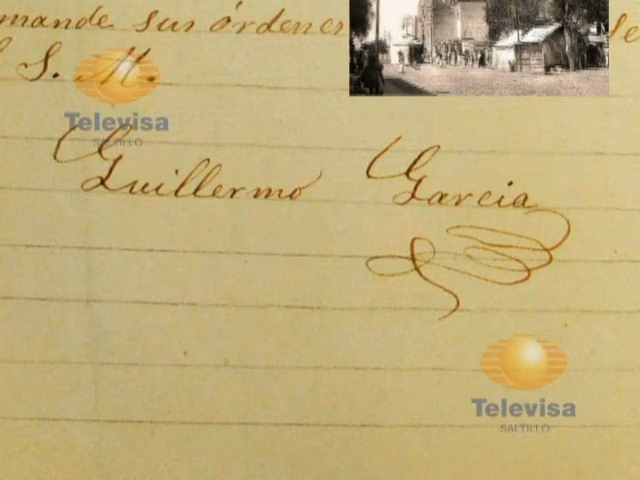 mande sus órdenes
S. M.
Televisa
SALTILLO
Guillermo Garcia
Televisa
SALTILLO